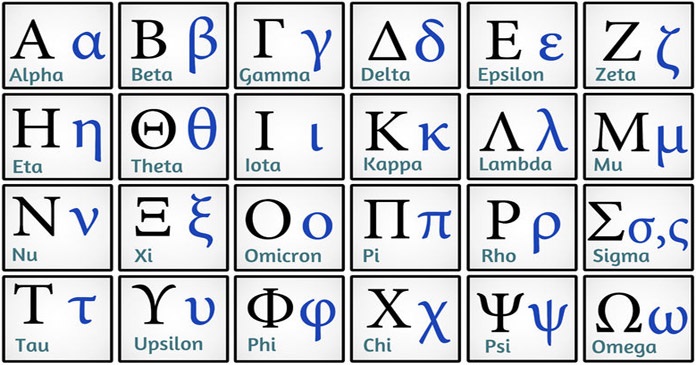 Α α Β β Γ γ Δ δ Ε ε Ζ ζ
Alpha Beta Gamma Delta Epsilon Zeta
Η η Θ θ Ι ι Κ κ Λ λ Μ μ
Eta Theta Iota Kappa Lambda Mu
Ν ν Ξ ξ Ο ο Π π Ρ ρ Σ σ,ς
Nu Xi Omicron Pi Rho Sigma
Τ τ ϒ υ Φ φ Χ χ Ψ ψ Ω ω
Tau Upsilon Phi Chi Psi Omega